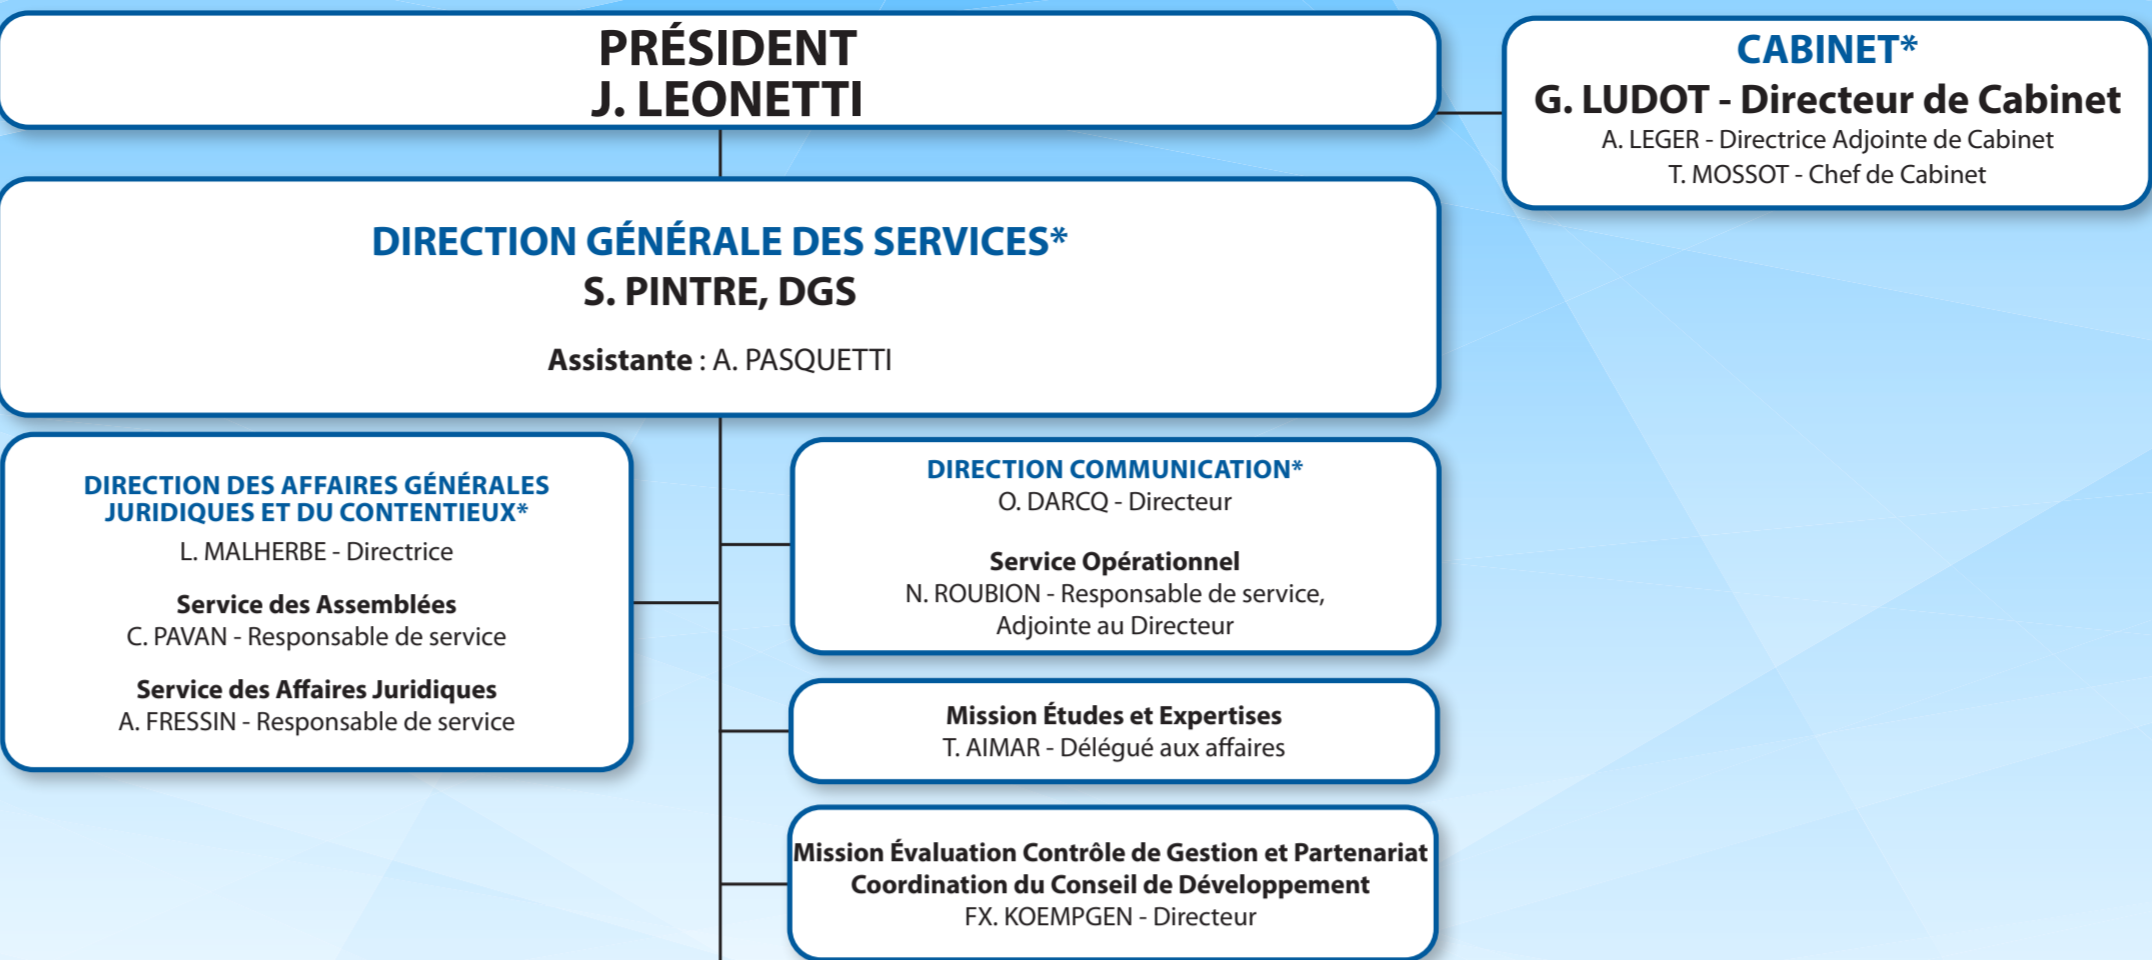 PRÉSIDENT
J. LEONETTI
CABINET*
G. LUDOT - Directeur de Cabinet
A. LEGER - Directrice Adjointe de Cabinet
T. MOSSOT - Chef de Cabinet
DIRECTION GÉNÉRALE DES SERVICES*
S. PINTRE, DGS
Assistante : A. PASQUETTI
DIRECTION DES AFFAIRES GÉNÉRALES
JURIDIQUES ET DU CONTENTIEUX*
L. MALHERBE - Directrice
Service des Assemblées
C. PAVAN - Responsable de service
Service des Affaires Juridiques
A. FRESSIN - Responsable de service
DIRECTION COMMUNICATION*
O. DARCQ - Directeur
Service Opérationnel
N. ROUBION - Responsable de service,
Adjointe au Directeur
Mission Études et Expertises
T. AIMAR - Délégué aux affaires
Mission Évaluation Contrôle de Gestion et Partenariat
Coordination du Conseil de Développement
FX. KOEMPGEN - Directeur